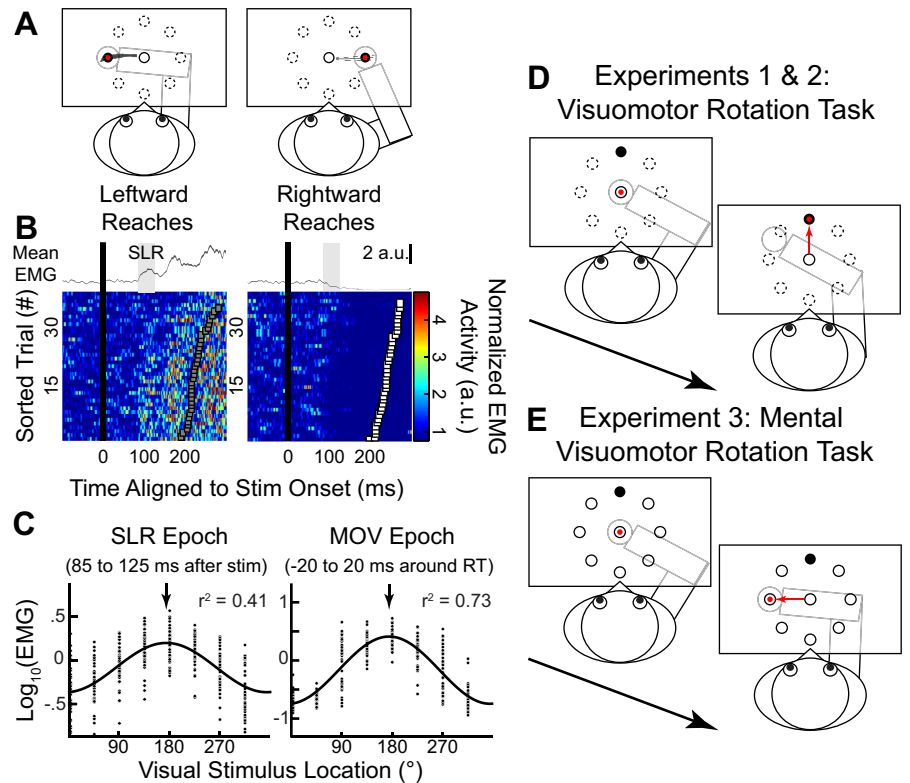 A
Leftward
Reaches
Rightward
Reaches
B
Mean
EMG
SLR
2 a.u.
Sorted Trial (#)
30
15
30
15
4
3
2
1
Normalized EMG
Activity (a.u.)
0
100
200
0
100
200
Time Aligned to Stim Onset (ms)
C
SLR Epoch
(85 to 125 ms after stim)
r² = 0.41
MOV Epoch
(-20 to 20 ms around RT)
r² = 0.73
Log₁₀(EMG)
.5
0
-.5
1
0
-1
90
180
270
90
180
270
Visual Stimulus Location (°)
D
Experiments 1 & 2:
Visuomotor Rotation Task
E
Experiment 3: Mental
Visuomotor Rotation Task